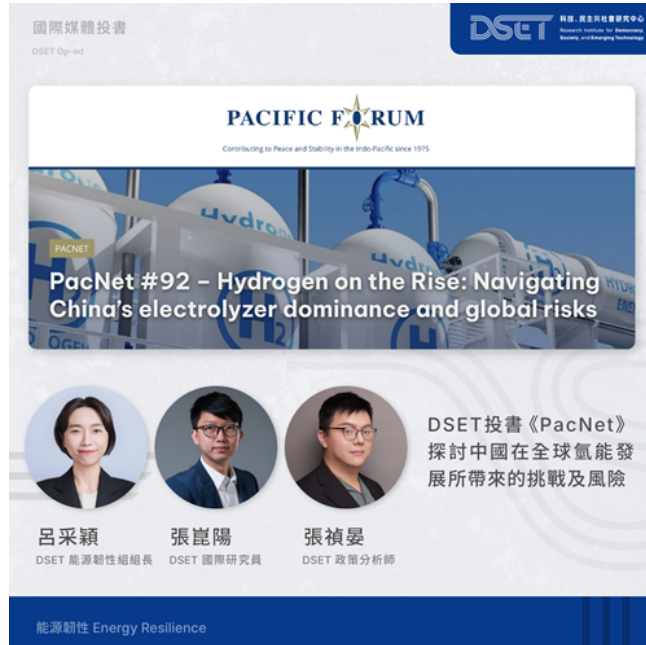 國際媒體投書
DSET Op-ed
DSET
科技、民主與社會研究中心
Research Institute for Democracy,
Society, and Emerging Technology
PACIFIC FORUM
Contributing to Peace and Stability in the Indo-Pacific since 1975
Hydrogen
H2
HYDRO
ENE
PACNET
PacNet #92 – Hydrogen on the Rise: Navigating
China’s electrolyzer dominance and global risks
DSET投書《PacNet》
探討中國在全球氫能發
展所帶來的挑戰及風險
呂采穎
DSET 能源韌性組組長
張崑陽
DSET 國際研究員
張禎晏
DSET 政策分析師
能源韌性 Energy Resilience